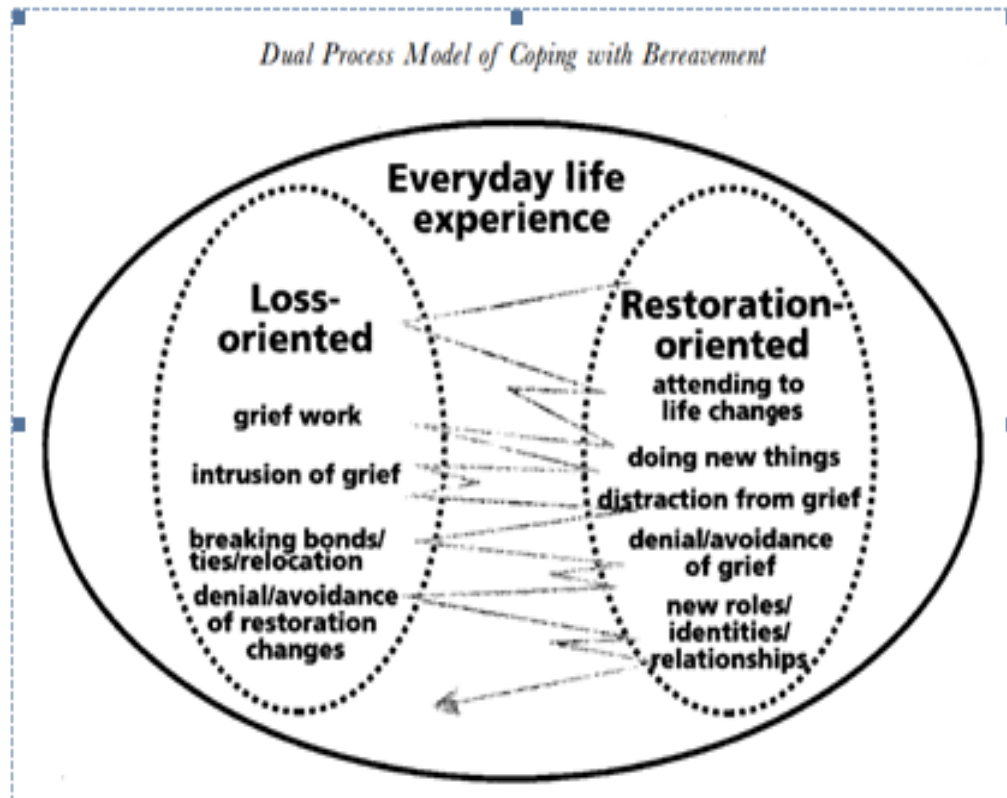 Dual Process Model of Coping with Bereavement
Everyday life
experience
Loss-
oriented
grief work
intrusion of grief
breaking bonds/
ties/relocation
denial/avoidance
of restoration
changes
Restoration-
oriented
attending to
life changes
doing new things
distraction from grief
denial/avoidance
of grief
new roles/
identities/
relationships